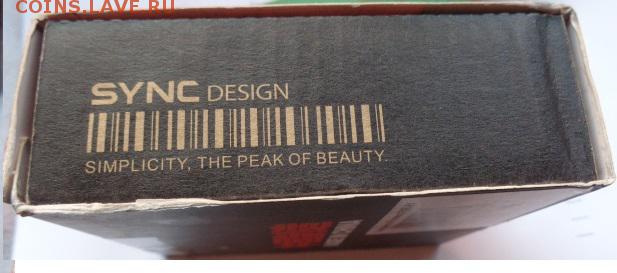 COINS.LAVE.RU
SYNC DESIGN
SIMPLICITY, THE PEAK OF BEAUTY.